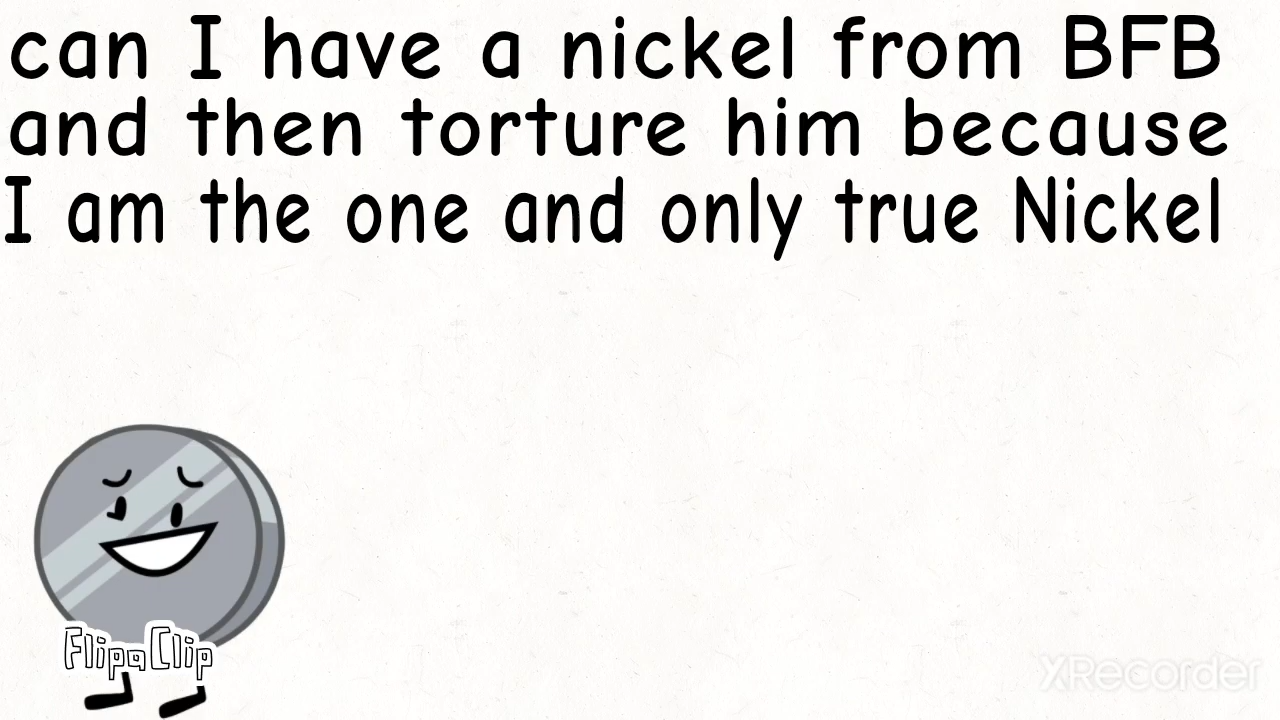 can I have a nickel from BFB
and then torture him because
I am the one and only true Nickel
FlipaClip
XRecorder